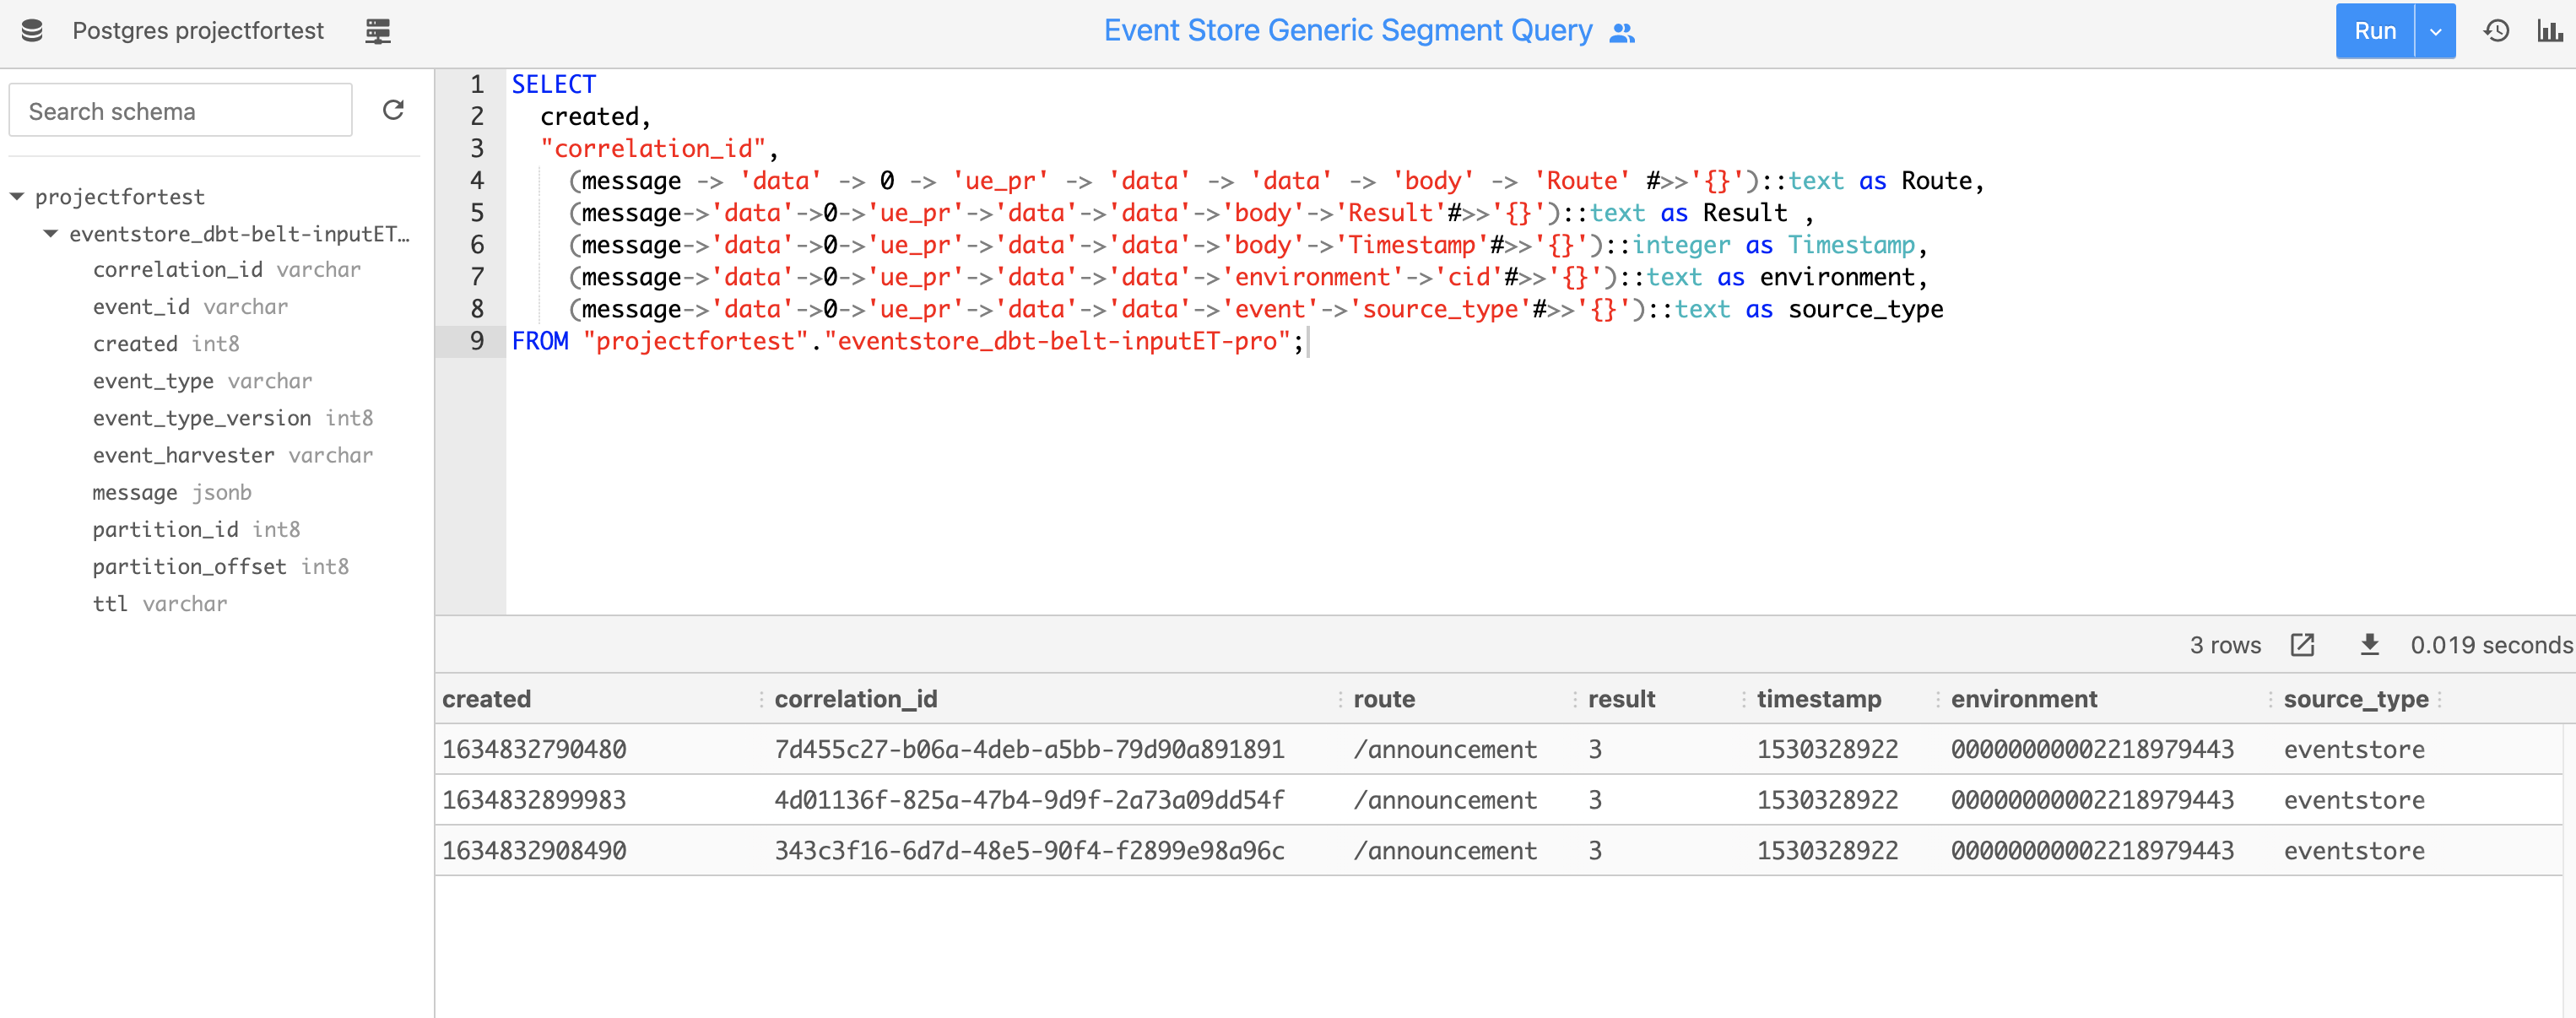 Postgres projectfortest
Event Store Generic Segment Query
Run
Search schema
projectfortest
eventstore_dbt-belt-inputET…
correlation_id varchar
event_id varchar
created int8
event_type varchar
event_type_version int8
event_harvester varchar
message jsonb
partition_id int8
partition_offset int8
ttl varchar
1 SELECT
2 created,
3 "correlation_id",
4 (message -> 'data' -> 0 -> 'ue_pr' -> 'data' -> 'data' -> 'body' -> 'Route' #>>'{}')::text as Route,
5 (message->'data'->0->'ue_pr'->'data'->'data'->'body'->'Result'#>>'{}')::text as Result ,
6 (message->'data'->0->'ue_pr'->'data'->'data'->'body'->'Timestamp'#>>'{}')::integer as Timestamp,
7 (message->'data'->0->'ue_pr'->'data'->'data'->'environment'->'cid'#>>'{}')::text as environment,
8 (message->'data'->0->'ue_pr'->'data'->'data'->'event'->'source_type'#>>'{}')::text as source_type
9 FROM "projectfortest"."eventstore_dbt-belt-inputET-pro";
3 rows 0.019 seconds
created correlation_id route result timestamp environment source_type
1634832790480 7d455c27-b06a-4deb-a5bb-79d90a891891 /announcement 3 1530328922 00000000002218979443 eventstore
1634832899983 4d01136f-825a-47b4-9d9f-2a73a09dd54f /announcement 3 1530328922 00000000002218979443 eventstore
1634832908490 343c3f16-6d7d-48e5-90f4-f2899e98a96c /announcement 3 1530328922 00000000002218979443 eventstore